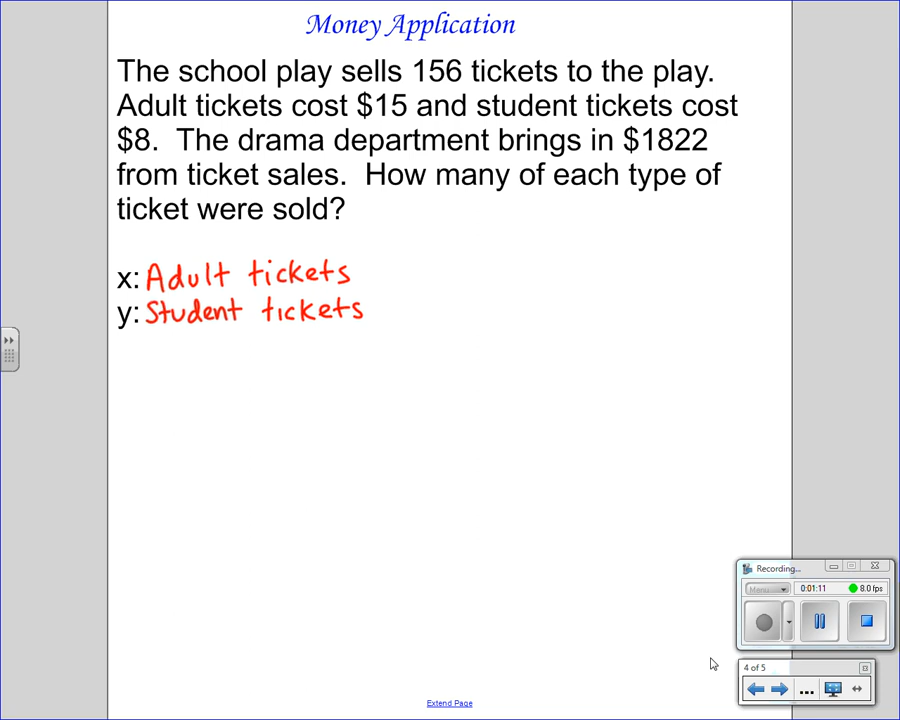 Money Application
The school play sells 156 tickets to the play.
Adult tickets cost $15 and student tickets cost
$8.  The drama department brings in $1822
from ticket sales.  How many of each type of
ticket were sold?
x: Adult tickets
y: Student tickets
Recording...
Menu 0:01:11 8.0 fps
4 of 5
...
Extend Page